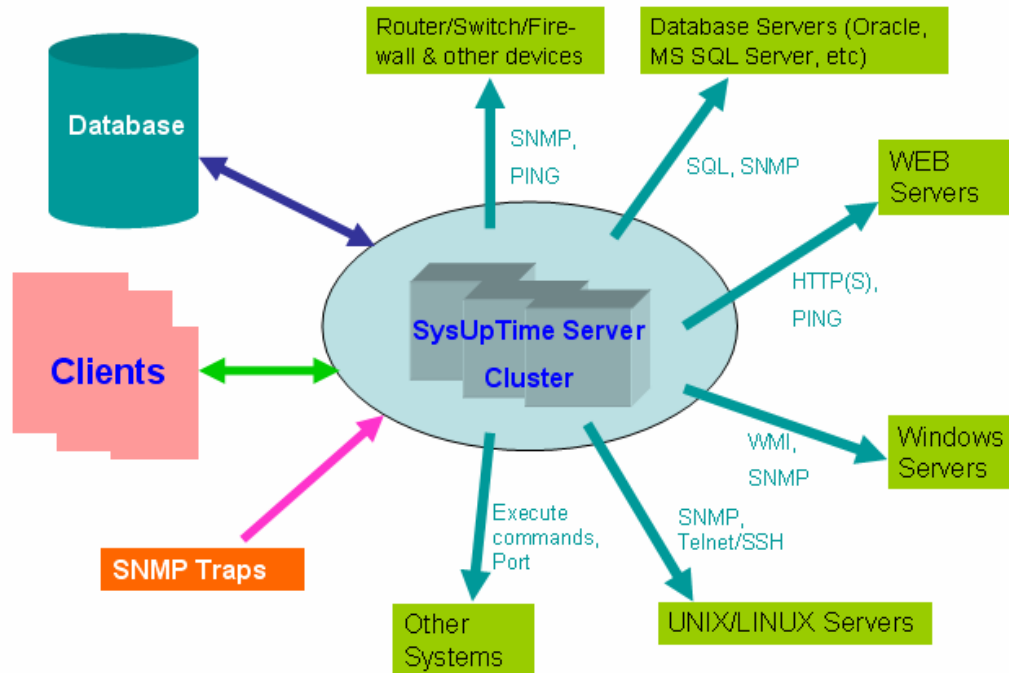 Router/Switch/Fire-
wall & other devices
Database Servers (Oracle,
MS SQL Server, etc)
Database
SNMP,
PING
SQL, SNMP
WEB
Servers
HTTP(S),
PING
SysUpTime Server
Cluster
Clients
WMI,
SNMP
Windows
Servers
Execute
commands,
Port
SNMP,
Telnet/SSH
SNMP Traps
Other
Systems
UNIX/LINUX Servers